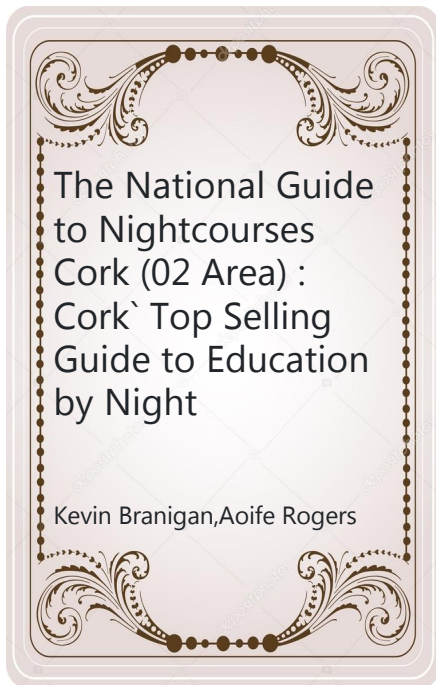 The National Guide
to Nightcourses
Cork (02 Area) :
Cork` Top Selling
Guide to Education
by Night
Kevin Branigan,Aoife Rogers